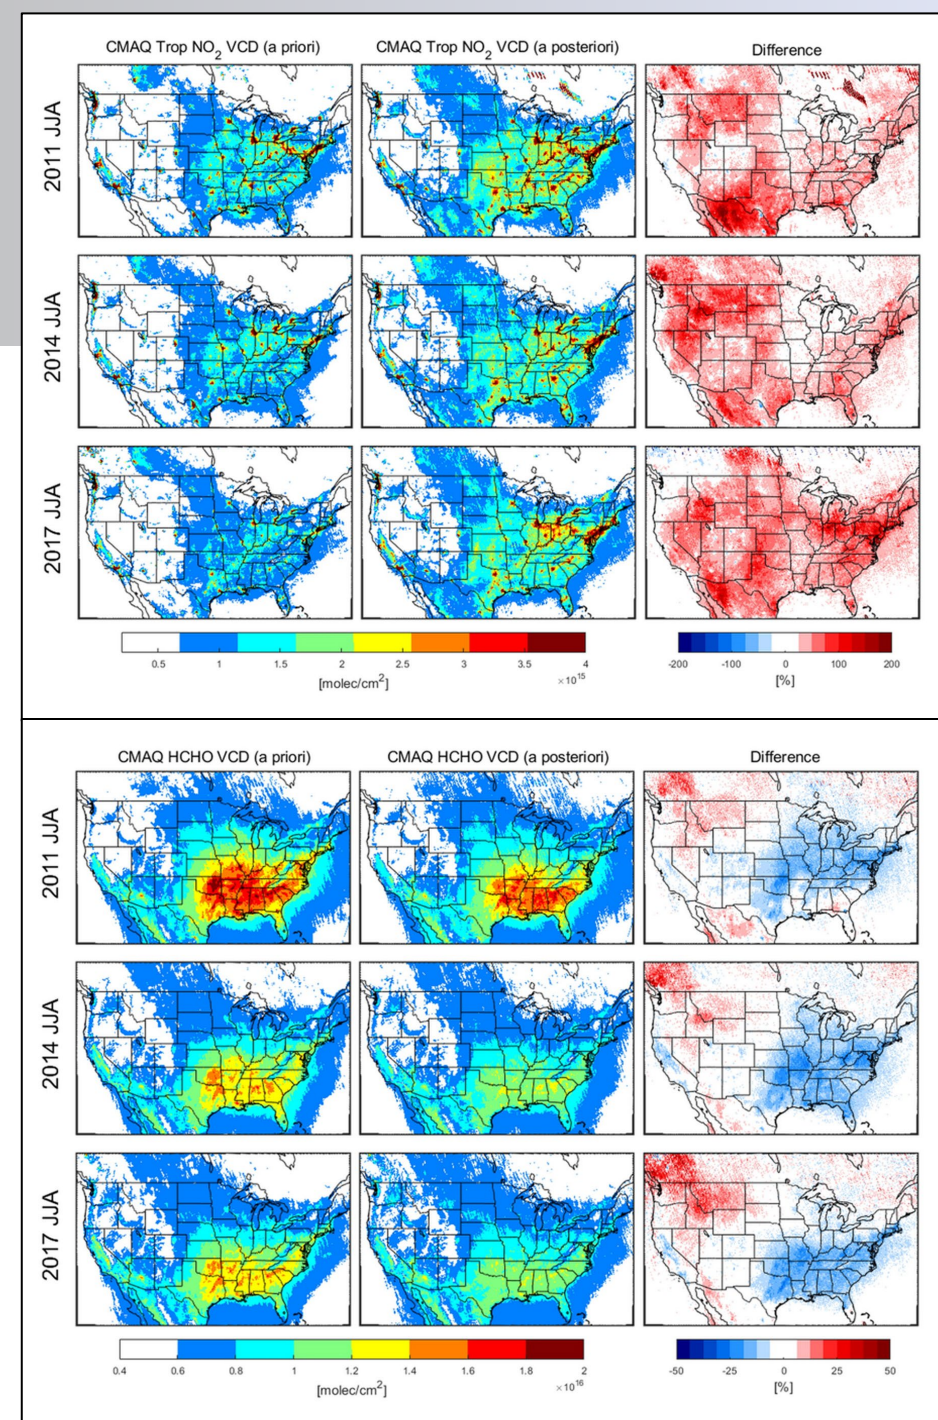 CMAQ Trop NO2 VCD (a priori) CMAQ Trop NO2 VCD (a posteriori) Difference
2011 JJA
2014 JJA
2017 JJA
0.5 1 1.5 2 2.5 3 3.5 4 -200 -100 0 100 200
[molec/cm2] ×10^15 [%]
CMAQ HCHO VCD (a priori) CMAQ HCHO VCD (a posteriori) Difference
2011 JJA
2014 JJA
2017 JJA
0.4 0.6 0.8 1 1.2 1.4 1.6 1.8 2 -50 -25 0 25 50
[molec/cm2] ×10^16 [%]